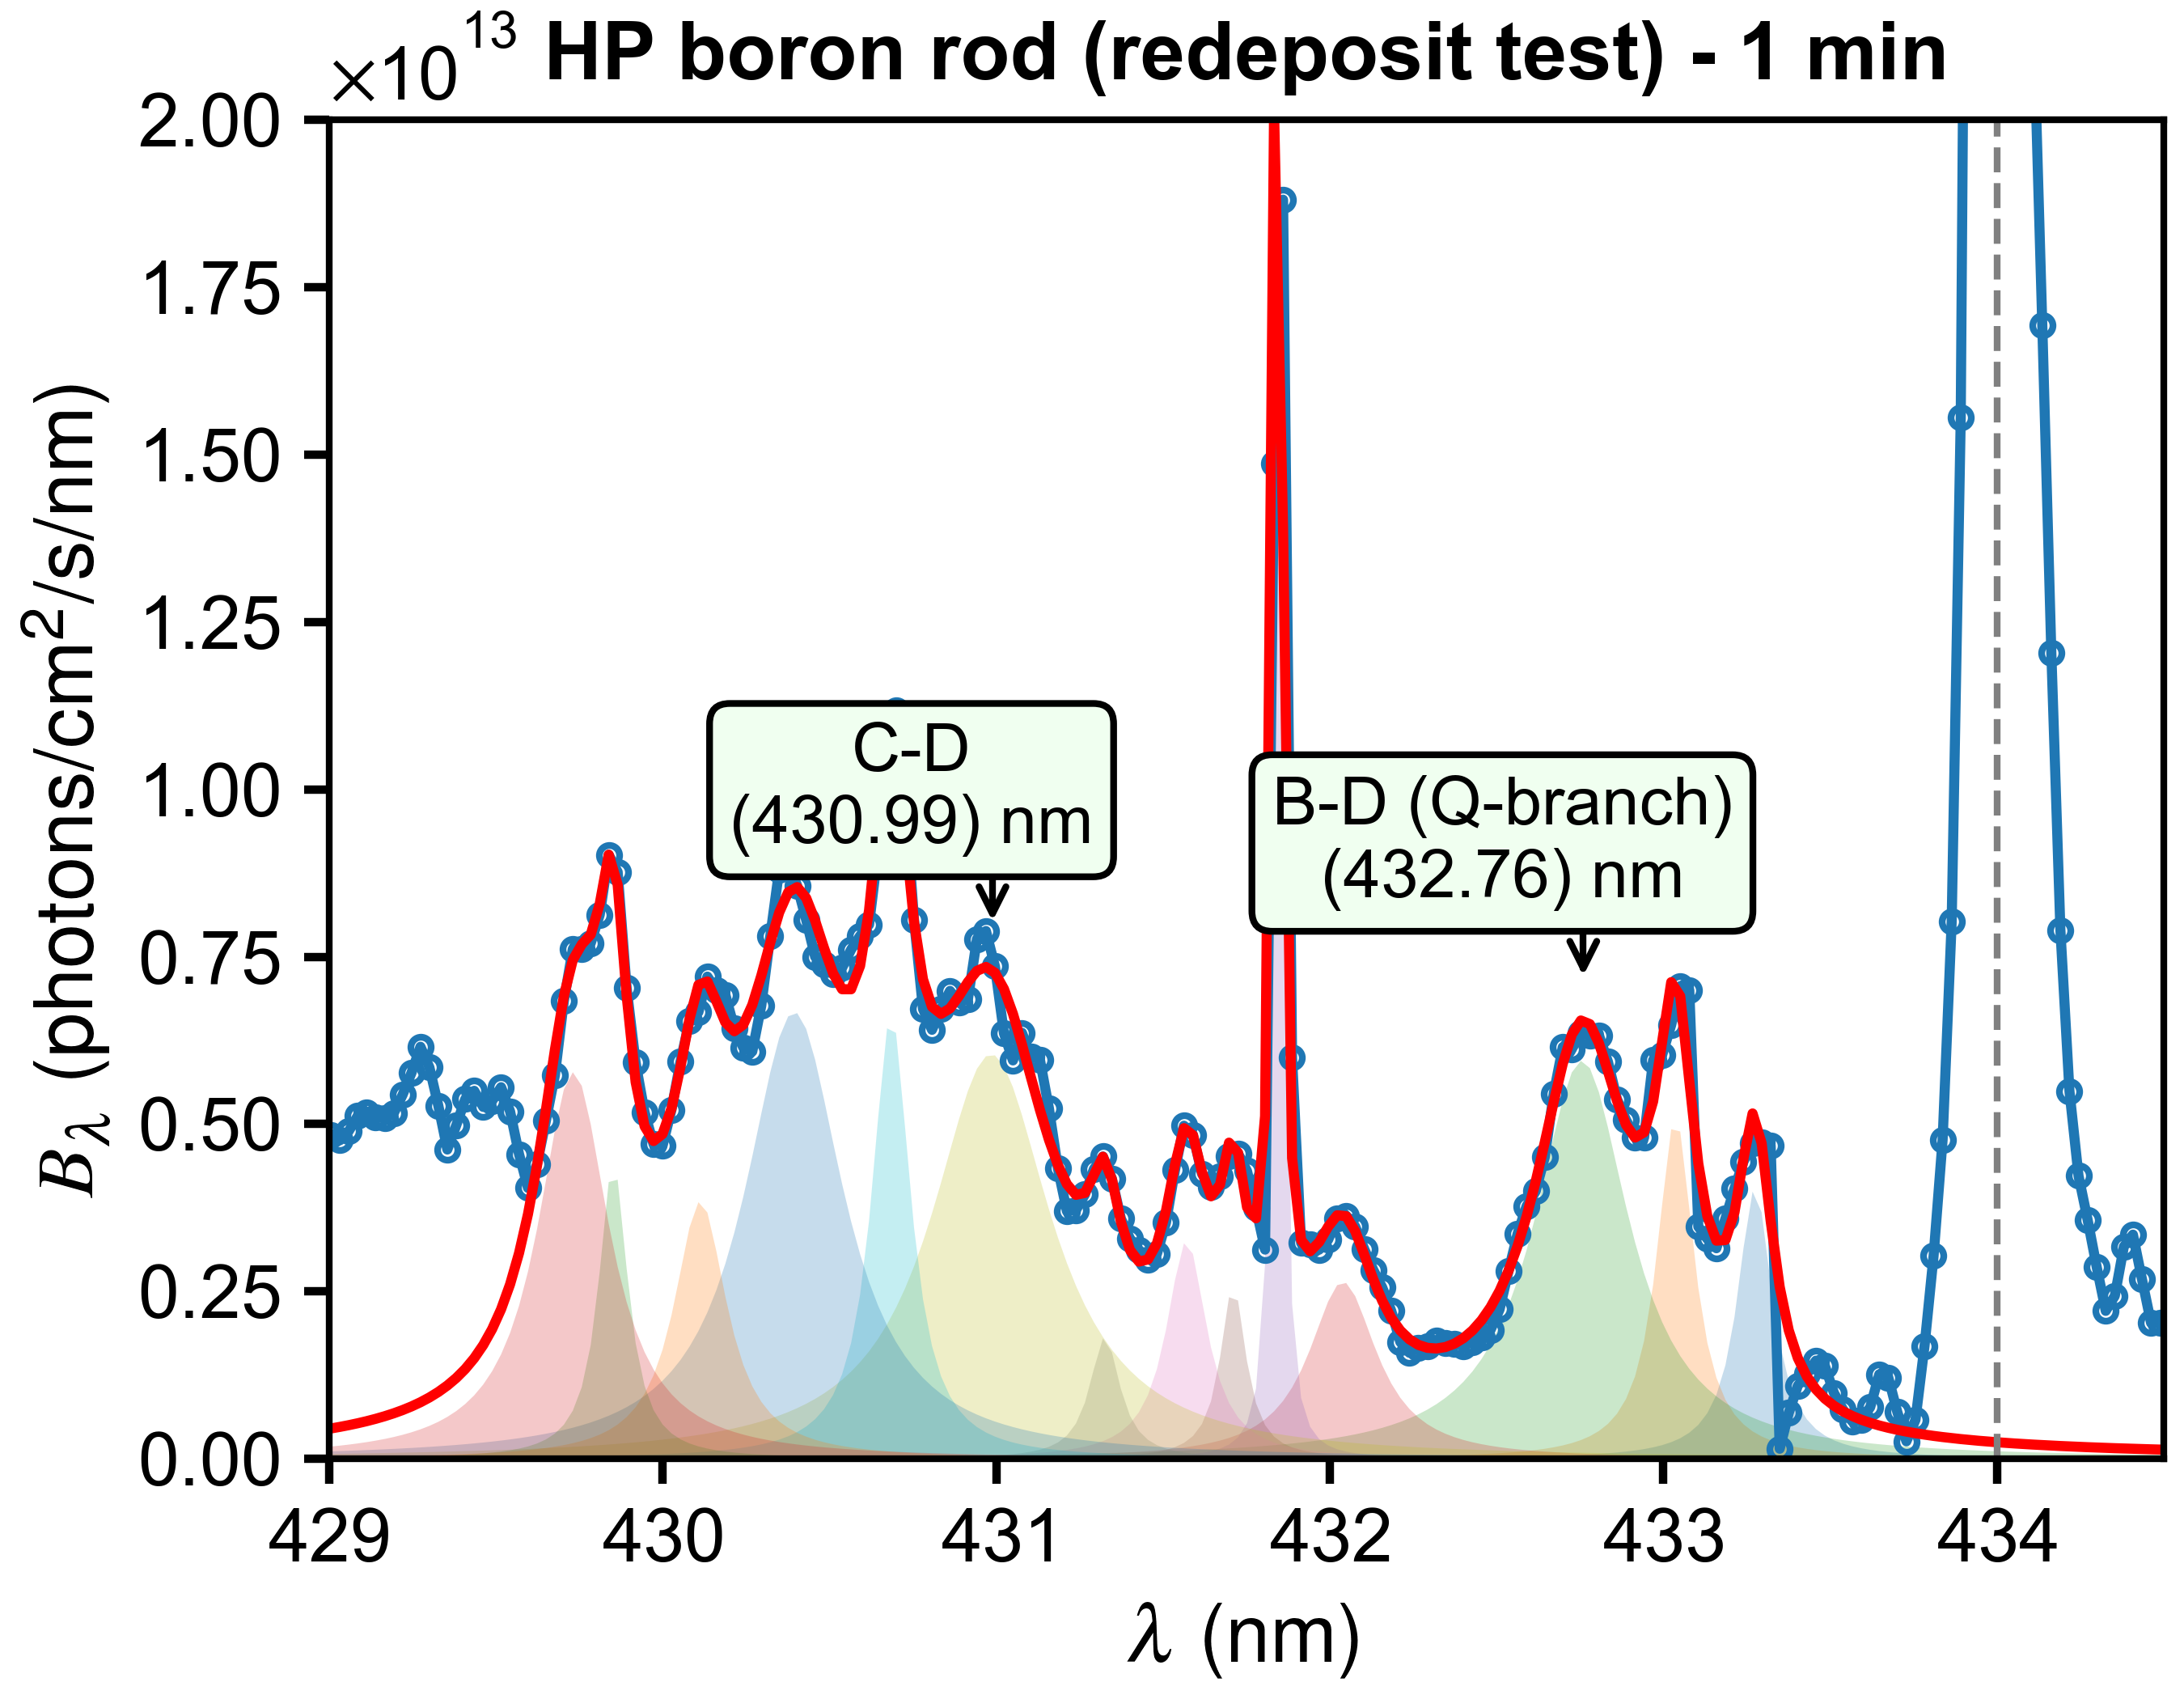 ×10¹³ HP boron rod (redeposit test) - 1 min
2.00
1.75
1.50
1.25
1.00
0.75
0.50
0.25
0.00
B_λ (photons/cm²/s/nm)
C-D
(430.99) nm
B-D (Q-branch)
(432.76) nm
429 430 431 432 433 434
λ (nm)